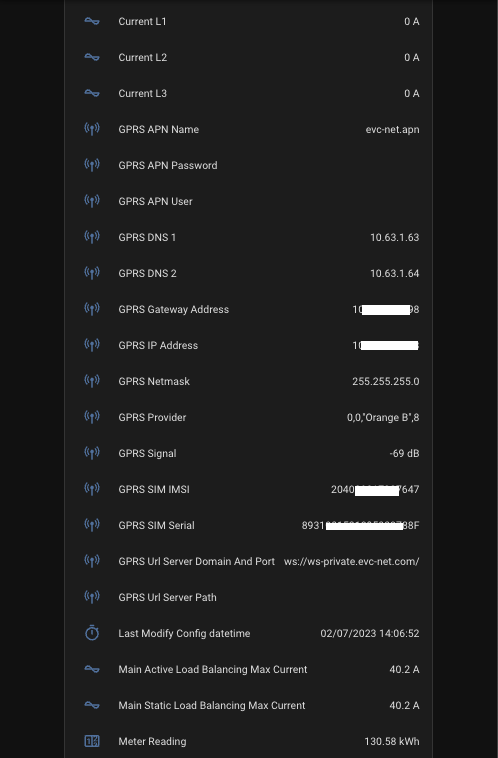 Current L1 0 A
Current L2 0 A
Current L3 0 A
GPRS APN Name evc-net.apn
GPRS APN Password
GPRS APN User
GPRS DNS 1 10.63.1.63
GPRS DNS 2 10.63.1.64
GPRS Gateway Address 10 98
GPRS IP Address 10
GPRS Netmask 255.255.255.0
GPRS Provider 0,0,"Orange B",8
GPRS Signal -69 dB
GPRS SIM IMSI 2040 7647
GPRS SIM Serial 8931 38F
GPRS Url Server Domain And Port ws://ws-private.evc-net.com/
GPRS Url Server Path
Last Modify Config datetime 02/07/2023 14:06:52
Main Active Load Balancing Max Current 40.2 A
Main Static Load Balancing Max Current 40.2 A
Meter Reading 130.58 kWh